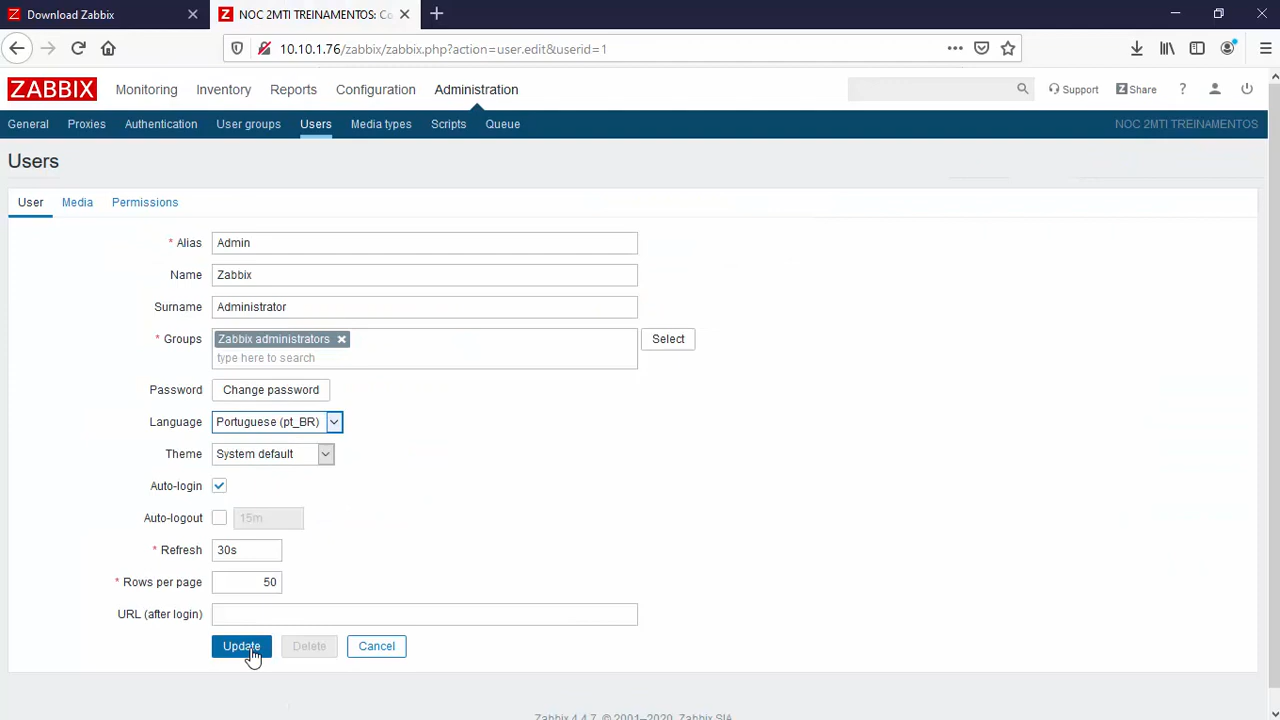 Download Zabbix
NOC 2MTI TREINAMENTOS: Co
10.10.1.76/zabbix/zabbix.php?action=user.edit&userid=1
ZABBIX
Monitoring
Inventory
Reports
Configuration
Administration
Support
Share
?
General
Proxies
Authentication
User groups
Users
Media types
Scripts
Queue
NOC 2MTI TREINAMENTOS
Users
User
Media
Permissions
* Alias
Admin
Name
Zabbix
Surname
Administrator
* Groups
Zabbix administrators
type here to search
Select
Password
Change password
Language
Portuguese (pt_BR)
Theme
System default
Auto-login
Auto-logout
15m
* Refresh
30s
* Rows per page
50
URL (after login)
Update
Delete
Cancel
Zabbix 4.4.7. © 2001–2020, Zabbix SIA